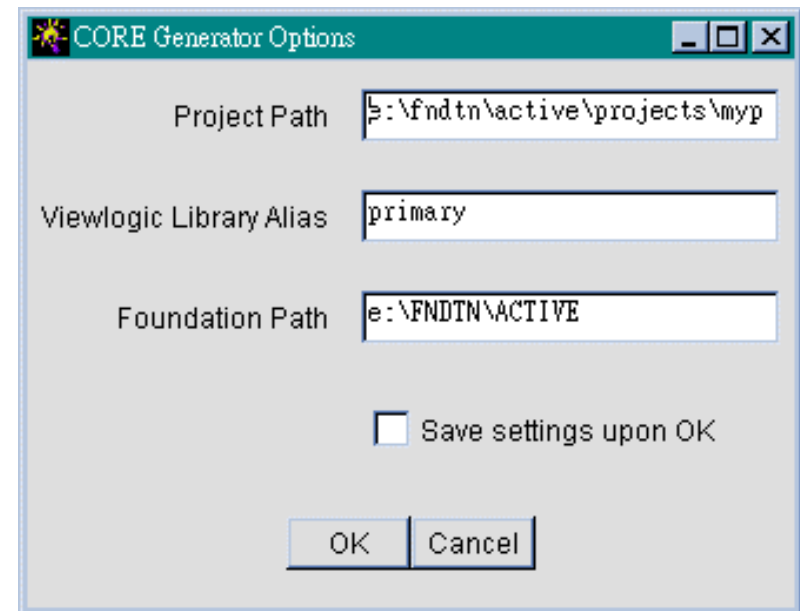 CORE Generator Options
Project Path e:\fndtn\active\projects\myp
Viewlogic Library Alias primary
Foundation Path e:\FNDTN\ACTIVE
Save settings upon OK
OK Cancel